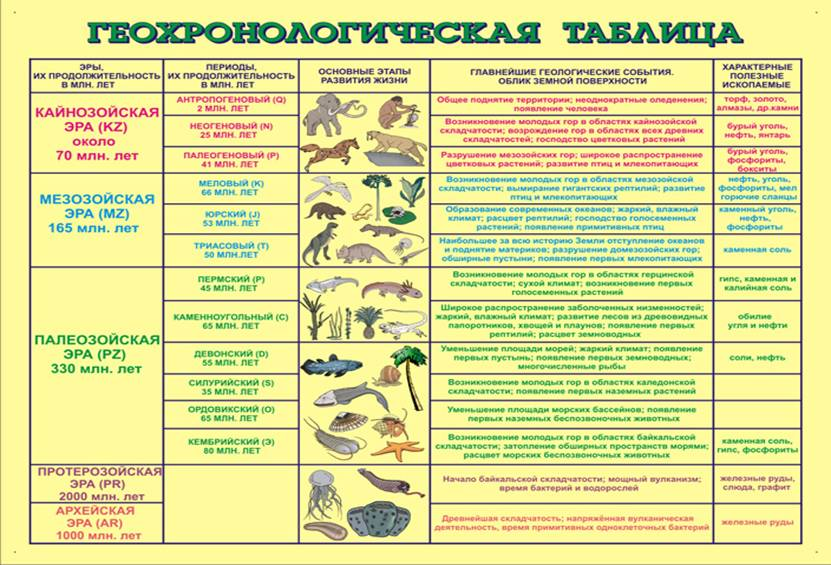 ГЕОХРОНОЛОГИЧЕСКАЯ ТАБЛИЦА
ЭРЫ,
ИХ ПРОДОЛЖИТЕЛЬНОСТЬ
В МЛН. ЛЕТ
ПЕРИОДЫ,
ИХ ПРОДОЛЖИТЕЛЬНОСТЬ
В МЛН. ЛЕТ
ОСНОВНЫЕ ЭТАПЫ
РАЗВИТИЯ ЖИЗНИ
ГЛАВНЕЙШИЕ ГЕОЛОГИЧЕСКИЕ СОБЫТИЯ.
ОБЛИК ЗЕМНОЙ ПОВЕРХНОСТИ
ХАРАКТЕРНЫЕ
ПОЛЕЗНЫЕ
ИСКОПАЕМЫЕ
КАЙНОЗОЙСКАЯ
ЭРА (KZ)
около
70 млн. лет
АНТРОПОГЕНОВЫЙ (Q)
2 МЛН. ЛЕТ
Общее поднятие территории; неоднократные оледенения;
появление человека
торф, золото,
алмазы, др.камни
НЕОГЕНОВЫЙ (N)
25 МЛН. ЛЕТ
Возникновение молодых гор в областях кайнозойской
складчатости; возрождение гор в областях всех древних
складчатостей; господство цветковых растений
бурый уголь,
нефть, янтарь
ПАЛЕОГЕНОВЫЙ (P)
41 МЛН. ЛЕТ
Разрушение мезозойских гор; широкое распространение
цветковых растений; развитие птиц и млекопитающих
бурый уголь,
фосфориты,
бокситы
МЕЗОЗОЙСКАЯ
ЭРА (MZ)
165 млн. лет
МЕЛОВЫЙ (K)
66 МЛН. ЛЕТ
Возникновение молодых гор в областях мезозойской
складчатости; вымирание гигантских рептилий; развитие
птиц и млекопитающих
нефть, уголь,
фосфориты, мел
горючие сланцы
ЮРСКИЙ (J)
53 МЛН. ЛЕТ
Образование современных океанов; жаркий, влажный
климат; расцвет рептилий; господство голосеменных
растений; появление примитивных птиц
каменный уголь,
нефть,
фосфориты
ТРИАСОВЫЙ (T)
50 МЛН.ЛЕТ
Наибольшее за всю историю Земли отступление океанов
и поднятие материков; разрушение домезозойских гор;
обширные пустыни; появление первых млекопитающих
каменная соль
ПАЛЕОЗОЙСКАЯ
ЭРА (PZ)
330 млн. лет
ПЕРМСКИЙ (P)
45 МЛН. ЛЕТ
Возникновение молодых гор в областях герцинской
складчатости; сухой климат; возникновение первых
голосеменных растений
гипс, каменная и
калийная соль
КАМЕННОУГОЛЬНЫЙ (C)
65 МЛН. ЛЕТ
Широкое распространение заболоченных низменностей;
жаркий, влажный климат; развитие лесов из древовидных
папоротников, хвощей и плаунов; появление первых
рептилий; расцвет земноводных
обилие
угля и нефти
ДЕВОНСКИЙ (D)
55 МЛН. ЛЕТ
Уменьшение площади морей; жаркий климат; появление
первых пустынь; появление первых земноводных;
многочисленные рыбы
соли, нефть
СИЛУРИЙСКИЙ (S)
35 МЛН. ЛЕТ
Возникновение молодых гор в областях каледонской
складчатости; появление первых наземных растений
ОРДОВИКСКИЙ (O)
65 МЛН. ЛЕТ
Уменьшение площади морских бассейнов; появление
первых наземных беспозвоночных животных
КЕМБРИЙСКИЙ (Э)
80 МЛН. ЛЕТ
Возникновение молодых гор в областях байкальской
складчатости; затопление обширных пространств морями;
расцвет морских беспозвоночных животных
каменная соль,
гипс, фосфориты
ПРОТЕРОЗОЙСКАЯ
ЭРА (PR)
2000 млн. лет
Начало байкальской складчатости; мощный вулканизм;
время бактерий и водорослей
железные руды,
слюда, графит
АРХЕЙСКАЯ
ЭРА (AR)
1000 млн. лет
Древнейшая складчатость; напряжённая вулканическая
деятельность, время примитивных одноклеточных бактерий
железные руды